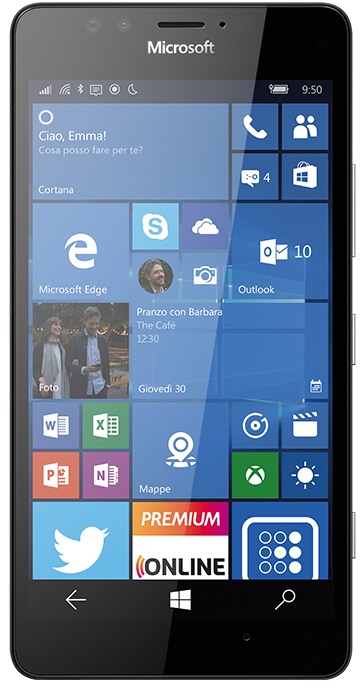 Microsoft
9:50
Ciao, Emma!
Cosa posso fare per te?
Cortana
4
Microsoft Edge
10
Outlook
Pranzo con Barbara
The Café
12:30
Foto
Giovedì 30
W
X
Mappe
P
N
PREMIUM
ONLINE